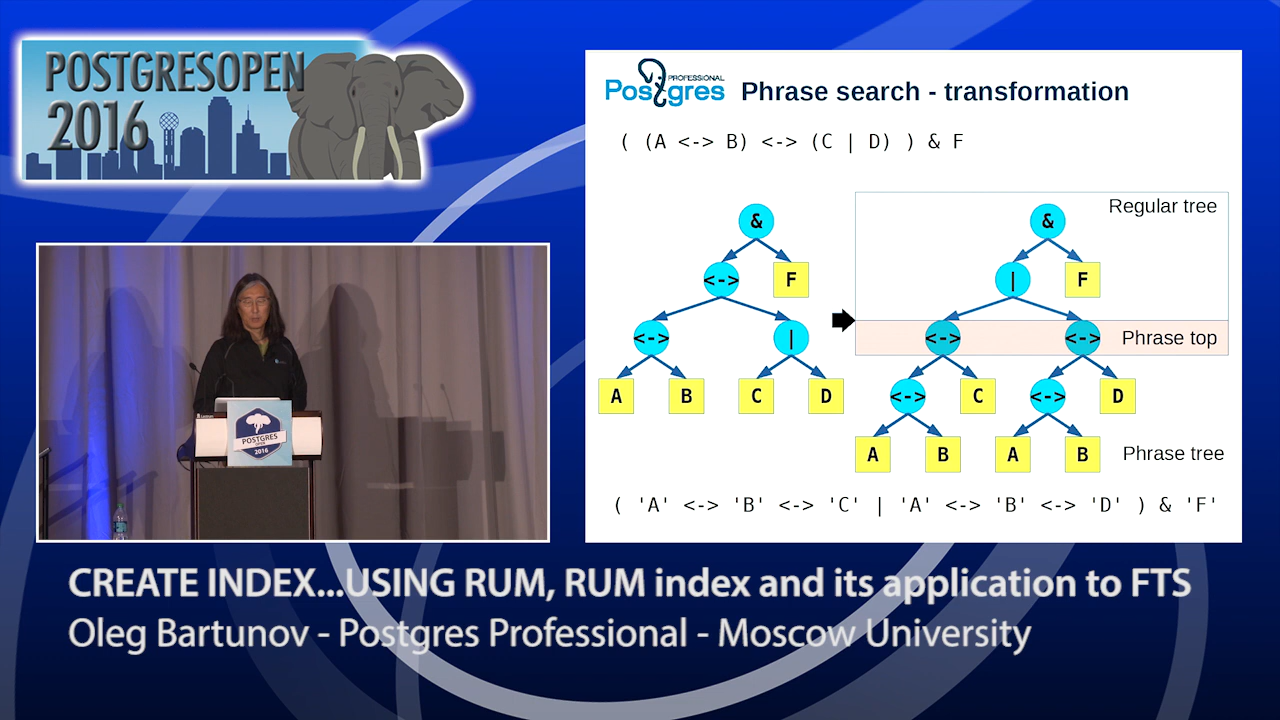 POSTGRESOPEN
2016
POSTGRES
OPEN
2016
PROFESSIONAL
Postgres
Phrase search - transformation
( (A <-> B) <-> (C | D) ) & F
&
<->
F
<->
|
A
B
C
D
Regular tree
&
|
F
<->
<->
Phrase top
<->
C
<->
D
A
B
A
B
Phrase tree
( 'A' <-> 'B' <-> 'C' | 'A' <-> 'B' <-> 'D' ) & 'F'
CREATE INDEX...USING RUM, RUM index and its application to FTS
Oleg Bartunov - Postgres Professional - Moscow University